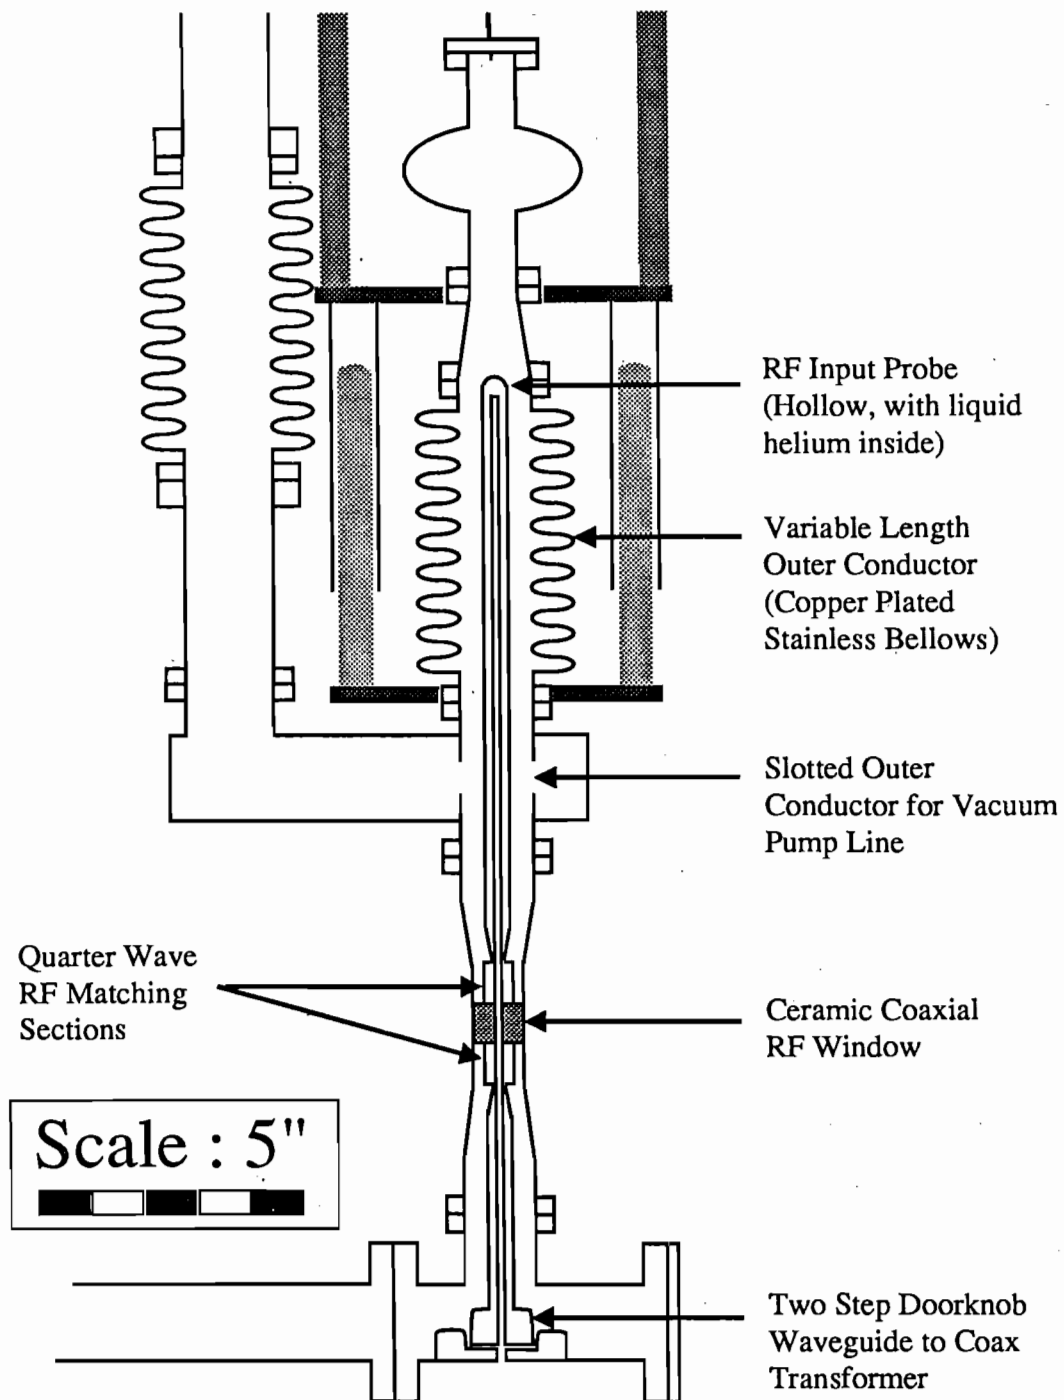 RF Input Probe
(Hollow, with liquid
helium inside)
Variable Length
Outer Conductor
(Copper Plated
Stainless Bellows)
Slotted Outer
Conductor for Vacuum
Pump Line
Quarter Wave
RF Matching
Sections
Ceramic Coaxial
RF Window
Scale : 5"
Two Step Doorknob
Waveguide to Coax
Transformer